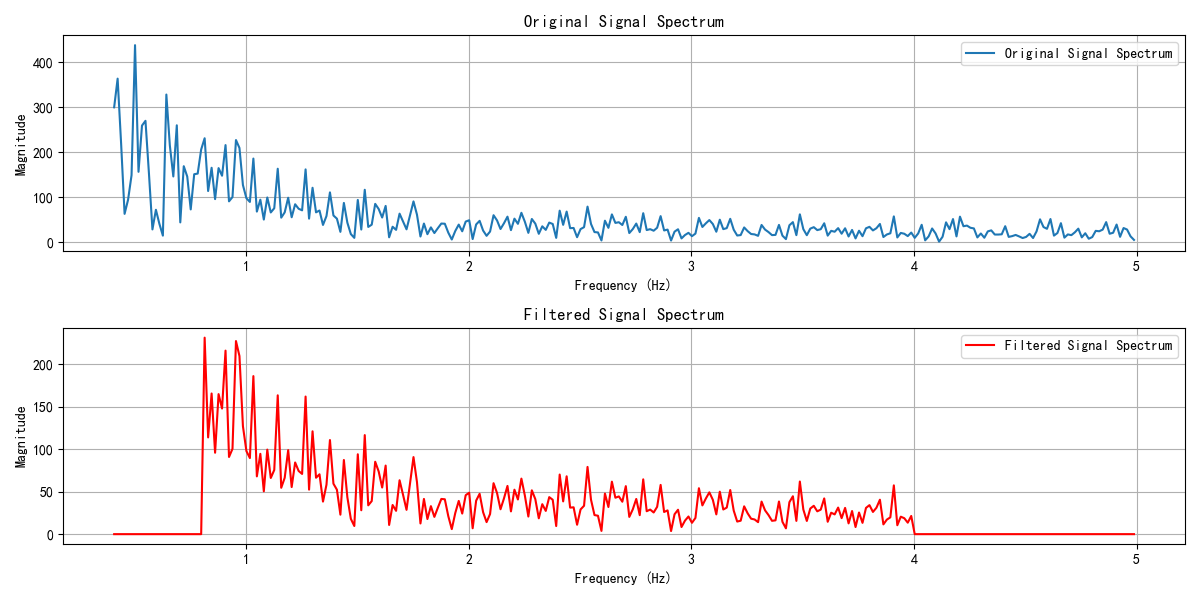 Original Signal Spectrum
Original Signal Spectrum
Magnitude
400
300
200
100
0
1
2
3
4
5
Frequency (Hz)
Filtered Signal Spectrum
Filtered Signal Spectrum
Magnitude
200
150
100
50
0
1
2
3
4
5
Frequency (Hz)